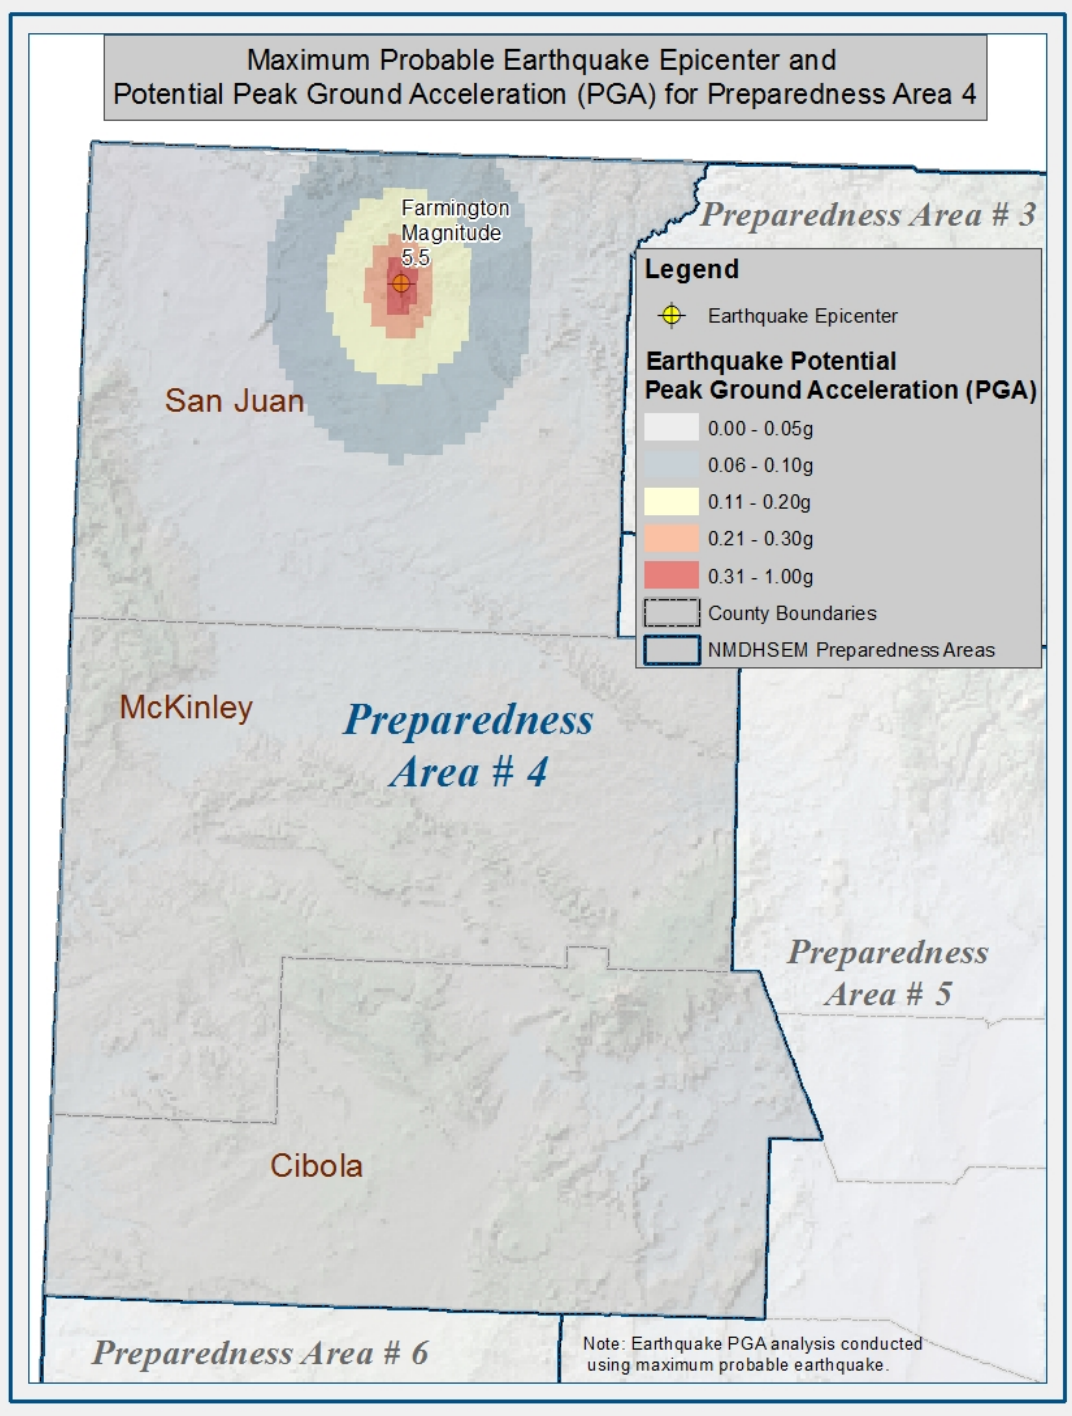 Maximum Probable Earthquake Epicenter and
Potential Peak Ground Acceleration (PGA) for Preparedness Area 4
Farmington
Magnitude
5.5
Preparedness Area # 3
Legend
Earthquake Epicenter
Earthquake Potential
Peak Ground Acceleration (PGA)
0.00 - 0.05g
0.06 - 0.10g
0.11 - 0.20g
0.21 - 0.30g
0.31 - 1.00g
County Boundaries
NMDHSEM Preparedness Areas
San Juan
McKinley
Preparedness
Area # 4
Preparedness
Area # 5
Cibola
Preparedness Area # 6
Note: Earthquake PGA analysis conducted
using maximum probable earthquake.